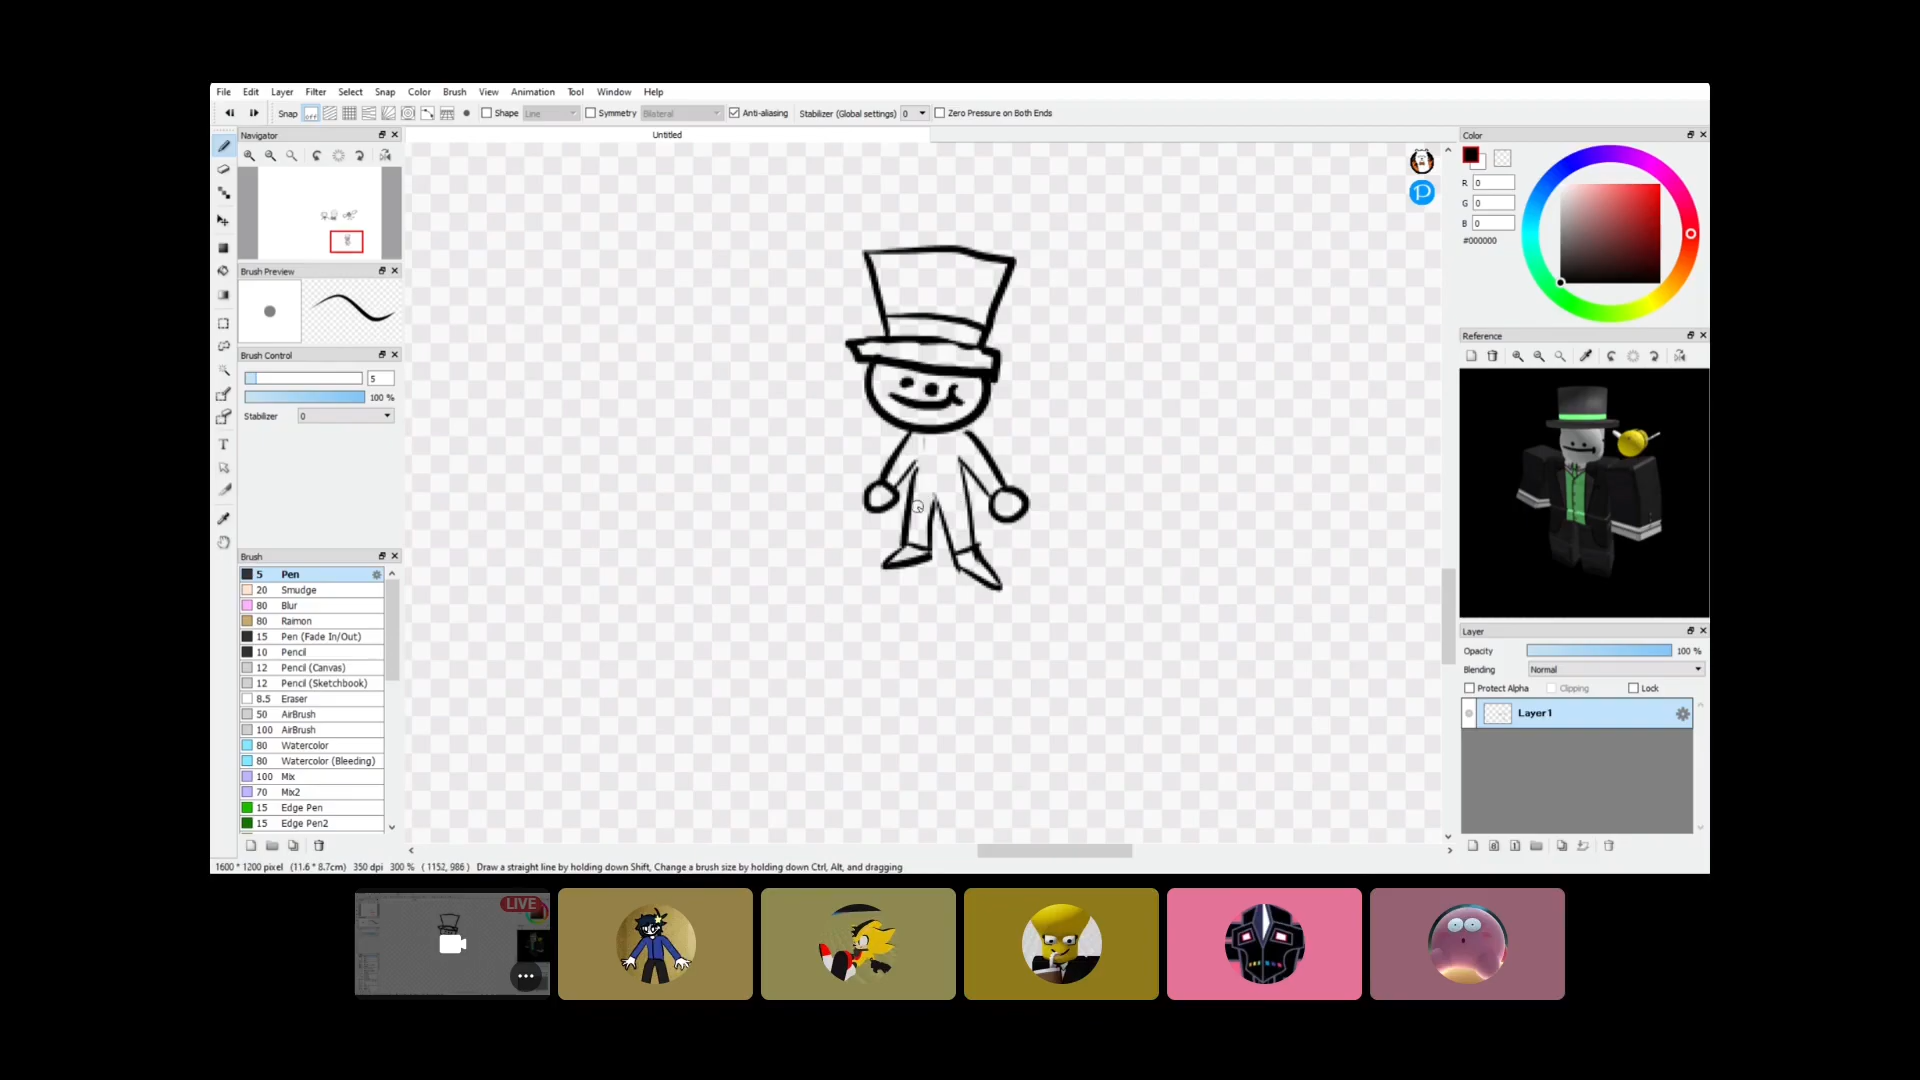 File Edit Layer Filter Select Snap Color Brush View Animation Tool Window Help
Snap off Shape Line Symmetry Bilateral Anti-aliasing Stabilizer (Global settings) 0 Zero Pressure on Both Ends
Navigator
Untitled
Brush Preview
Brush Control
5
100 %
Stabilizer 0
T
Brush
5 Pen
20 Smudge
80 Blur
80 Raimon
15 Pen (Fade In/Out)
10 Pencil
12 Pencil (Canvas)
12 Pencil (Sketchbook)
8.5 Eraser
50 AirBrush
100 AirBrush
80 Watercolor
80 Watercolor (Bleeding)
100 Mix
70 Mix2
15 Edge Pen
15 Edge Pen2
Color
R 0
G 0
B 0
#000000
Reference
Layer
Opacity 100 %
Blending Normal
Protect Alpha Clipping Lock
Layer1
1600 * 1200 pixel (11.6 * 8.7cm) 350 dpi 300 % ( 1152, 986 ) Draw a straight line by holding down Shift, Change a brush size by holding down Ctrl, Alt, and dragging
LIVE